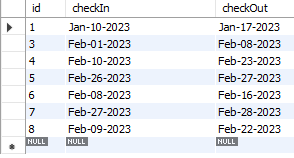 id checkIn checkOut
1 Jan-10-2023 Jan-17-2023
3 Feb-01-2023 Feb-08-2023
4 Feb-10-2023 Feb-23-2023
5 Feb-26-2023 Feb-27-2023
6 Feb-08-2023 Feb-16-2023
7 Feb-27-2023 Feb-28-2023
8 Feb-09-2023 Feb-22-2023
NULL NULL NULL